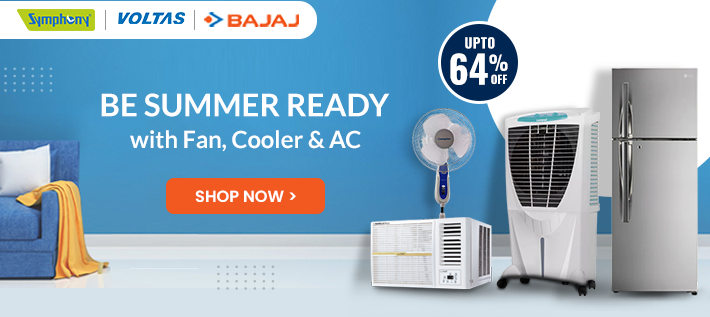 Symphony VOLTAS BAJAJ
UPTO
64%
OFF
BE SUMMER READY
with Fan, Cooler & AC
SHOP NOW >